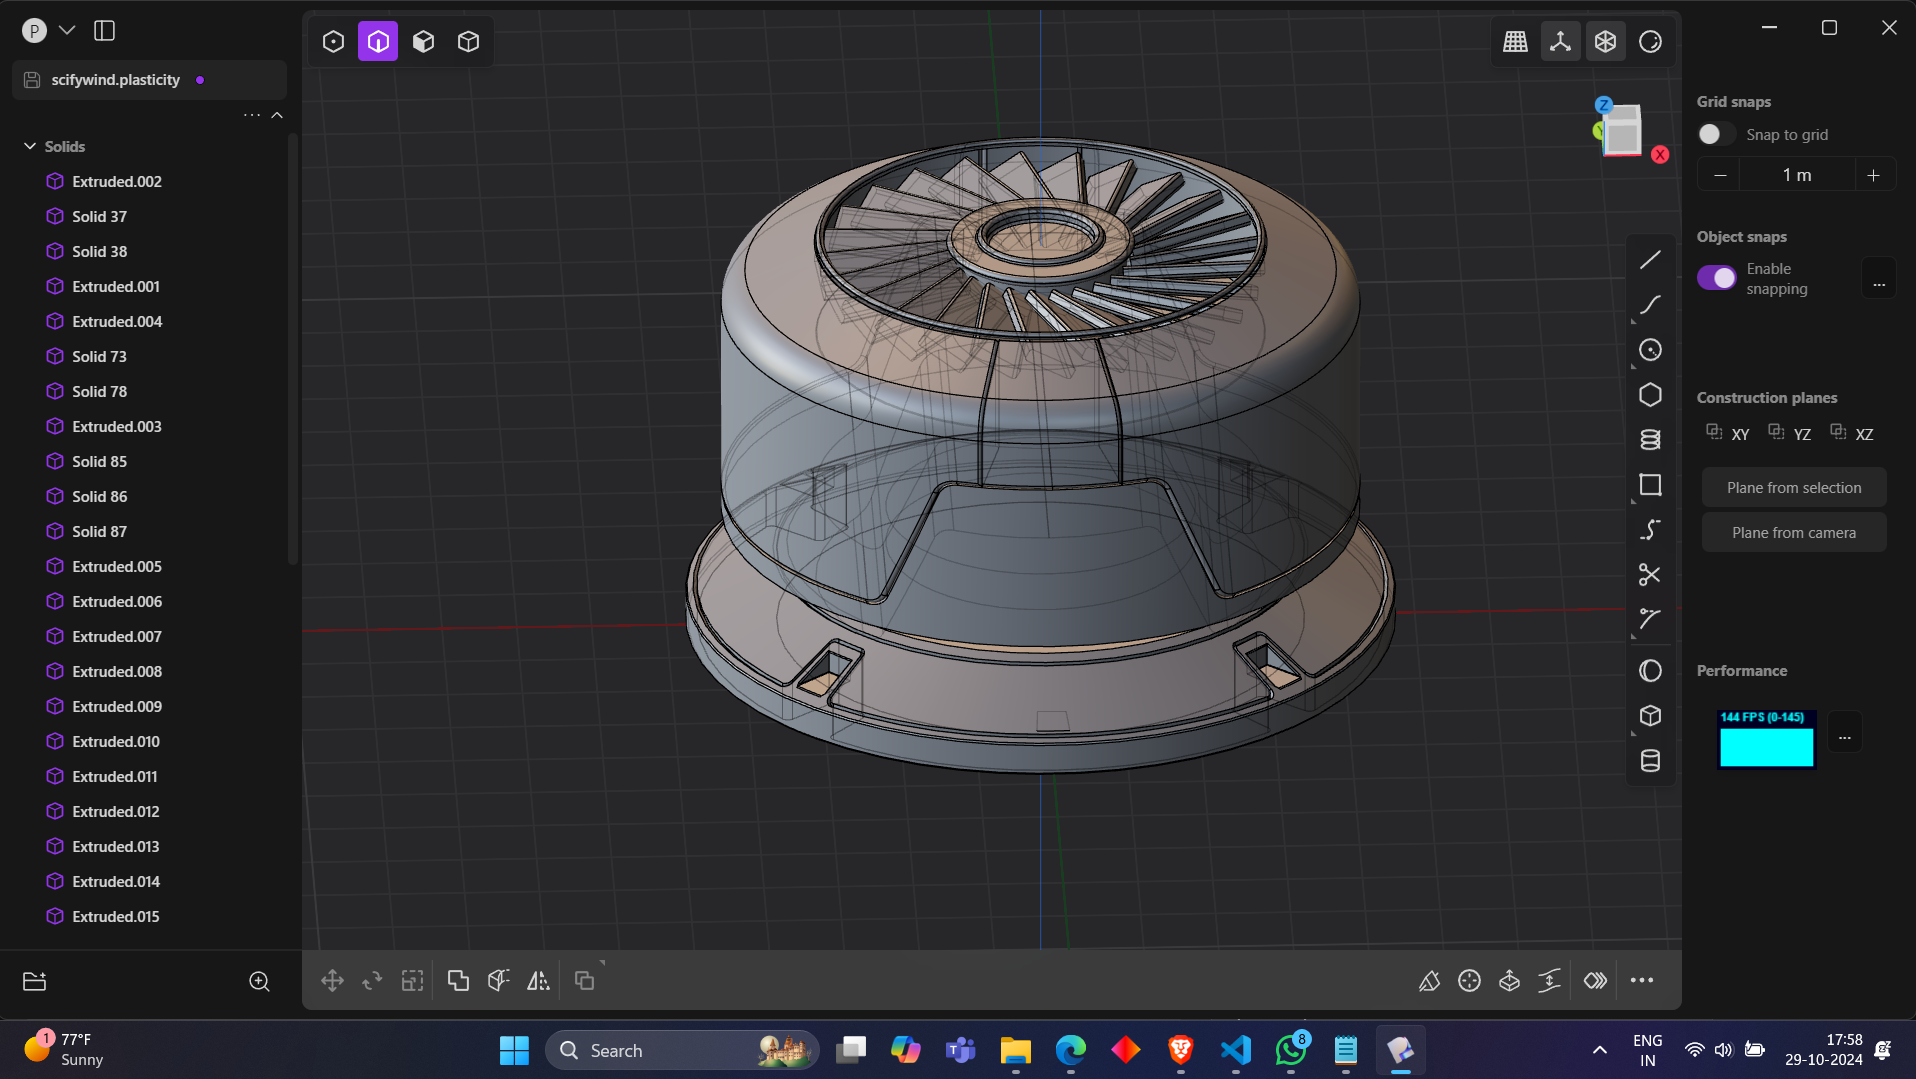 P
scifywind.plasticity
...
Solids
Extruded.002
Solid 37
Solid 38
Extruded.001
Extruded.004
Solid 73
Solid 78
Extruded.003
Solid 85
Solid 86
Solid 87
Extruded.005
Extruded.006
Extruded.007
Extruded.008
Extruded.009
Extruded.010
Extruded.011
Extruded.012
Extruded.013
Extruded.014
Extruded.015
Z
Y
X
Grid snaps
Snap to grid
1 m
Object snaps
Enable
snapping
...
Construction planes
XY YZ XZ
Plane from selection
Plane from camera
Performance
144 FPS (0-145)
...
1
77°F
Sunny
Search
8
ENG
IN
17:58
29-10-2024